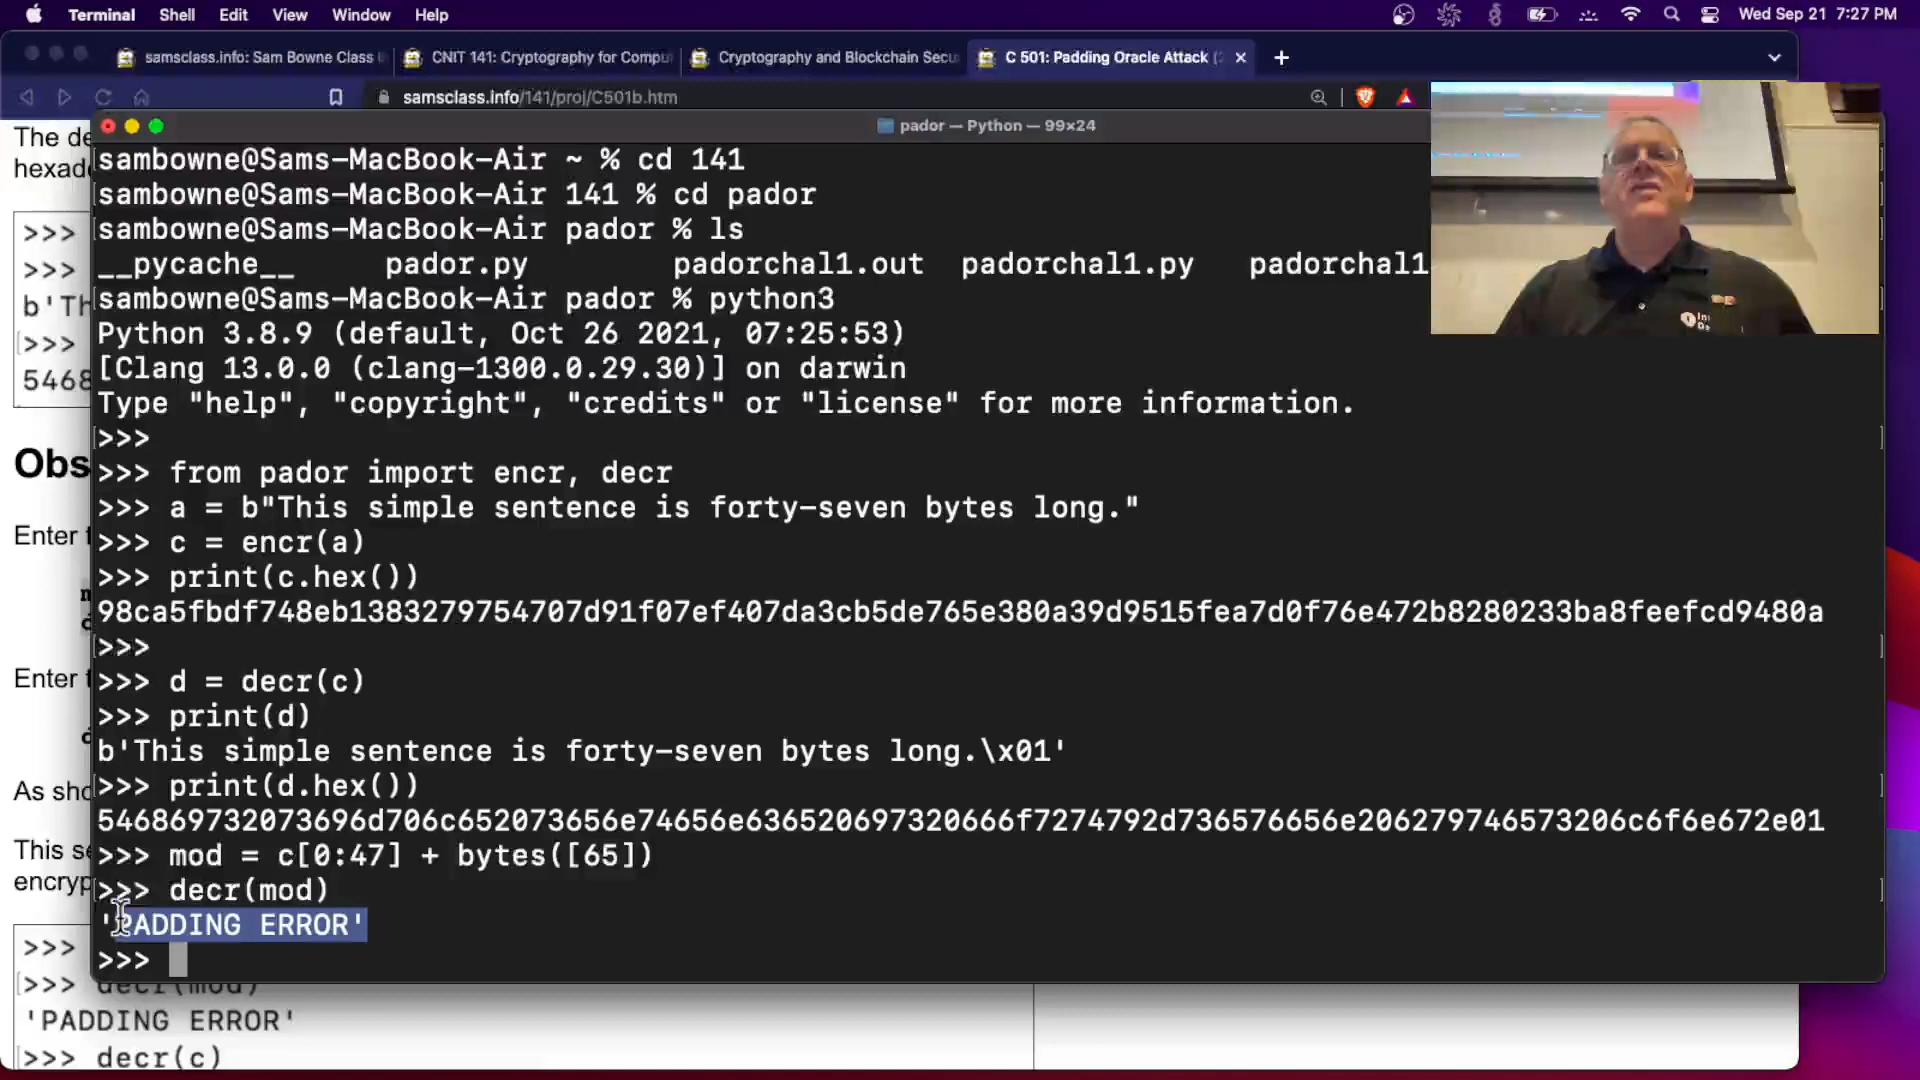 Terminal Shell Edit View Window Help Wed Sep 21 7:27 PM
samsclass.info: Sam Bowne Class CNIT 141: Cryptography for Compu Cryptography and Blockchain Secu C 501: Padding Oracle Attack (
samsclass.info/141/proj/C501b.htm
pador — Python — 99×24
The de
hexade
>>>
>>>
b'Th
>>>
5468
Obs
Enter
Enter
As sho
This se
encryp
sambowne@Sams-MacBook-Air ~ % cd 141
sambowne@Sams-MacBook-Air 141 % cd pador
sambowne@Sams-MacBook-Air pador % ls
__pycache__ pador.py padorchal1.out padorchal1.py padorchal1
sambowne@Sams-MacBook-Air pador % python3
Python 3.8.9 (default, Oct 26 2021, 07:25:53)
[Clang 13.0.0 (clang-1300.0.29.30)] on darwin
Type "help", "copyright", "credits" or "license" for more information.
>>>
>>> from pador import encr, decr
>>> a = b"This simple sentence is forty-seven bytes long."
>>> c = encr(a)
>>> print(c.hex())
98ca5fbdf748eb1383279754707d91f07ef407da3cb5de765e380a39d9515fea7d0f76e472b8280233ba8feefcd9480a
>>>
>>> d = decr(c)
>>> print(d)
b'This simple sentence is forty-seven bytes long.\x01'
>>> print(d.hex())
546869732073696d706c652073656e74656e636520697320666f7274792d736576656e206279746573206c6f6e672e01
>>> mod = c[0:47] + bytes([65])
>>> decr(mod)
'PADDING ERROR'
>>>
>>>
>>> decr(mod)
'PADDING ERROR'
>>> decr(c)